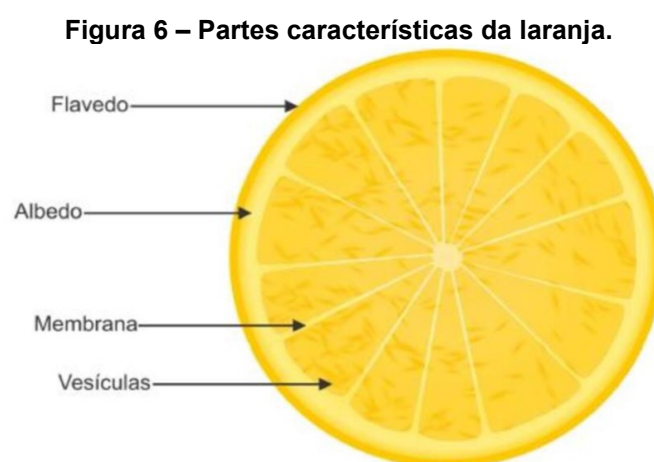 Figura 6 – Partes características da laranja.
Flavedo
Albedo
Membrana
Vesículas